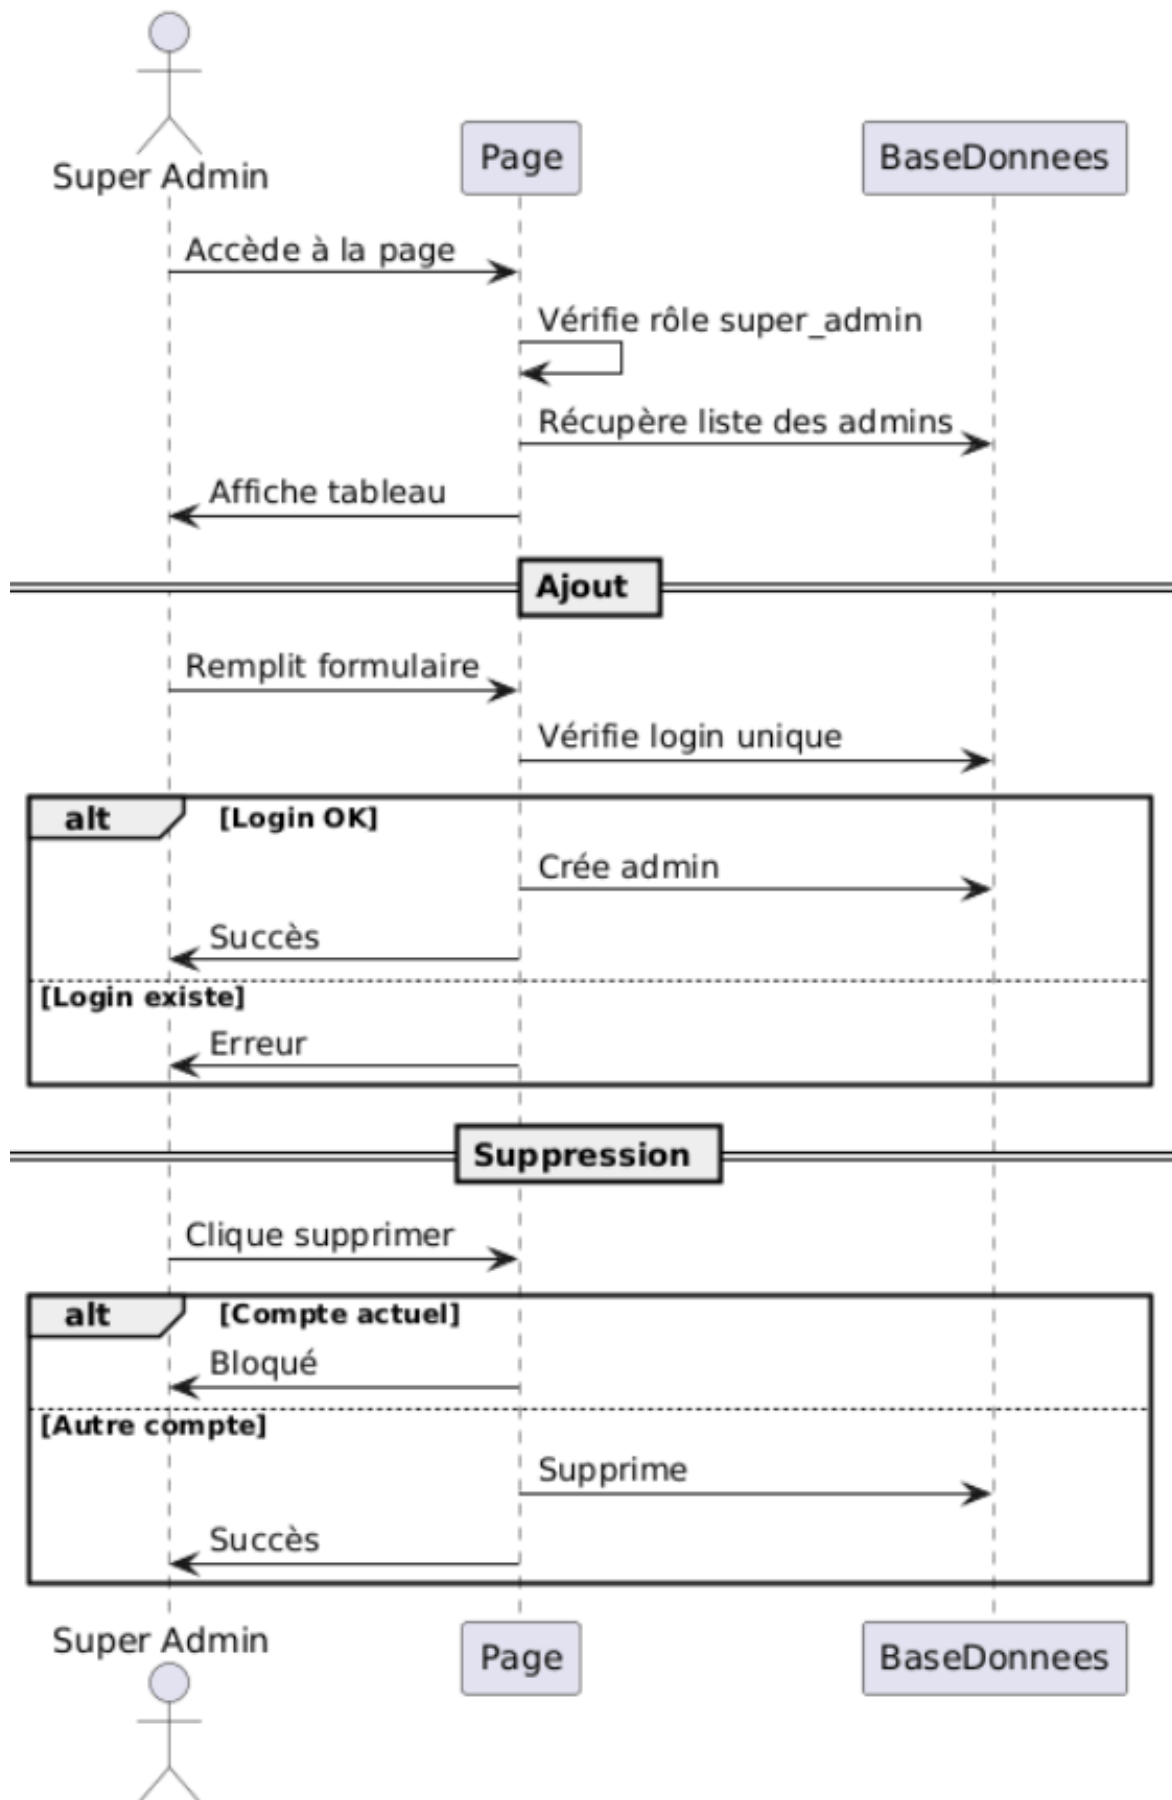 Super Admin
Page
BaseDonnees
Accède à la page
Vérifie rôle super_admin
Récupère liste des admins
Affiche tableau
Ajout
Remplit formulaire
Vérifie login unique
alt [Login OK]
Crée admin
Succès
[Login existe]
Erreur
Suppression
Clique supprimer
alt [Compte actuel]
Bloqué
[Autre compte]
Supprime
Succès
Super Admin
Page
BaseDonnees